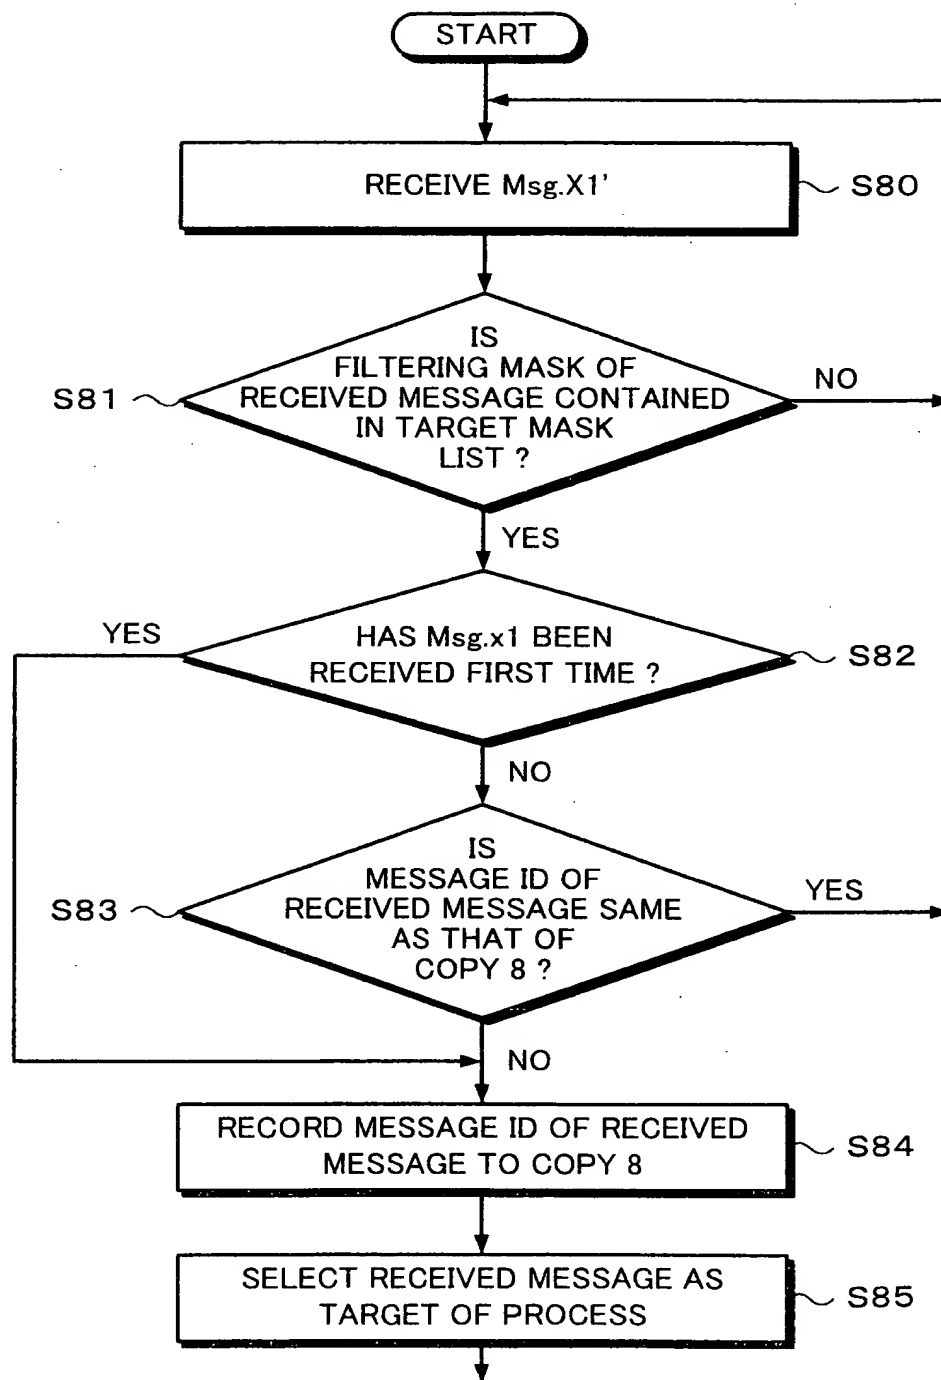 START
RECEIVE Msg.X1'
S80
IS
FILTERING MASK OF
RECEIVED MESSAGE CONTAINED
IN TARGET MASK
LIST ?
S81
NO
YES
HAS Msg.x1 BEEN
RECEIVED FIRST TIME ?
S82
YES
NO
IS
MESSAGE ID OF
RECEIVED MESSAGE SAME
AS THAT OF
COPY 8 ?
S83
YES
NO
RECORD MESSAGE ID OF RECEIVED
MESSAGE TO COPY 8
S84
SELECT RECEIVED MESSAGE AS
TARGET OF PROCESS
S85